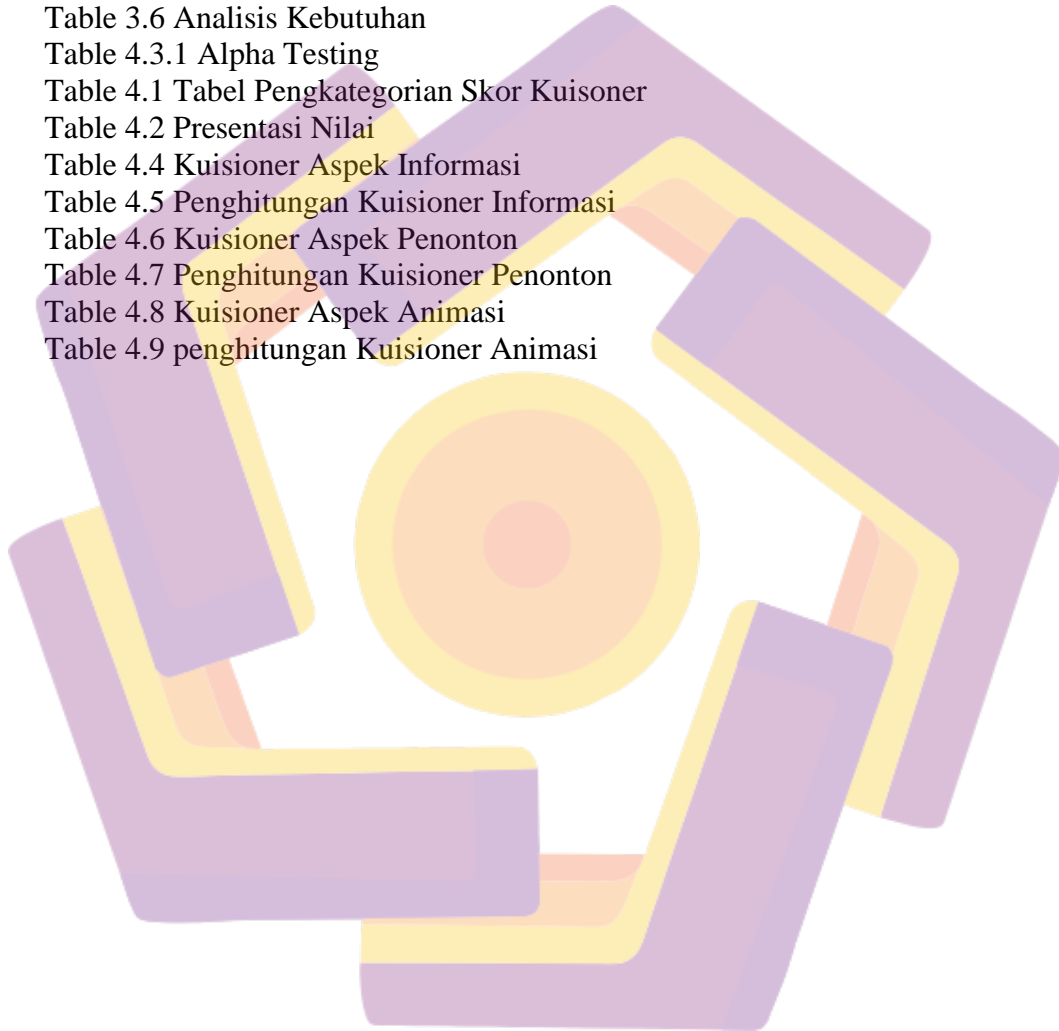 Table 3.6 Analisis Kebutuhan
Table 4.3.1 Alpha Testing
Table 4.1 Tabel Pengkategorian Skor Kuisoner
Table 4.2 Presentasi Nilai
Table 4.4 Kuisioner Aspek Informasi
Table 4.5 Penghitungan Kuisioner Informasi
Table 4.6 Kuisioner Aspek Penonton
Table 4.7 Penghitungan Kuisioner Penonton
Table 4.8 Kuisioner Aspek Animasi
Table 4.9 penghitungan Kuisioner Animasi